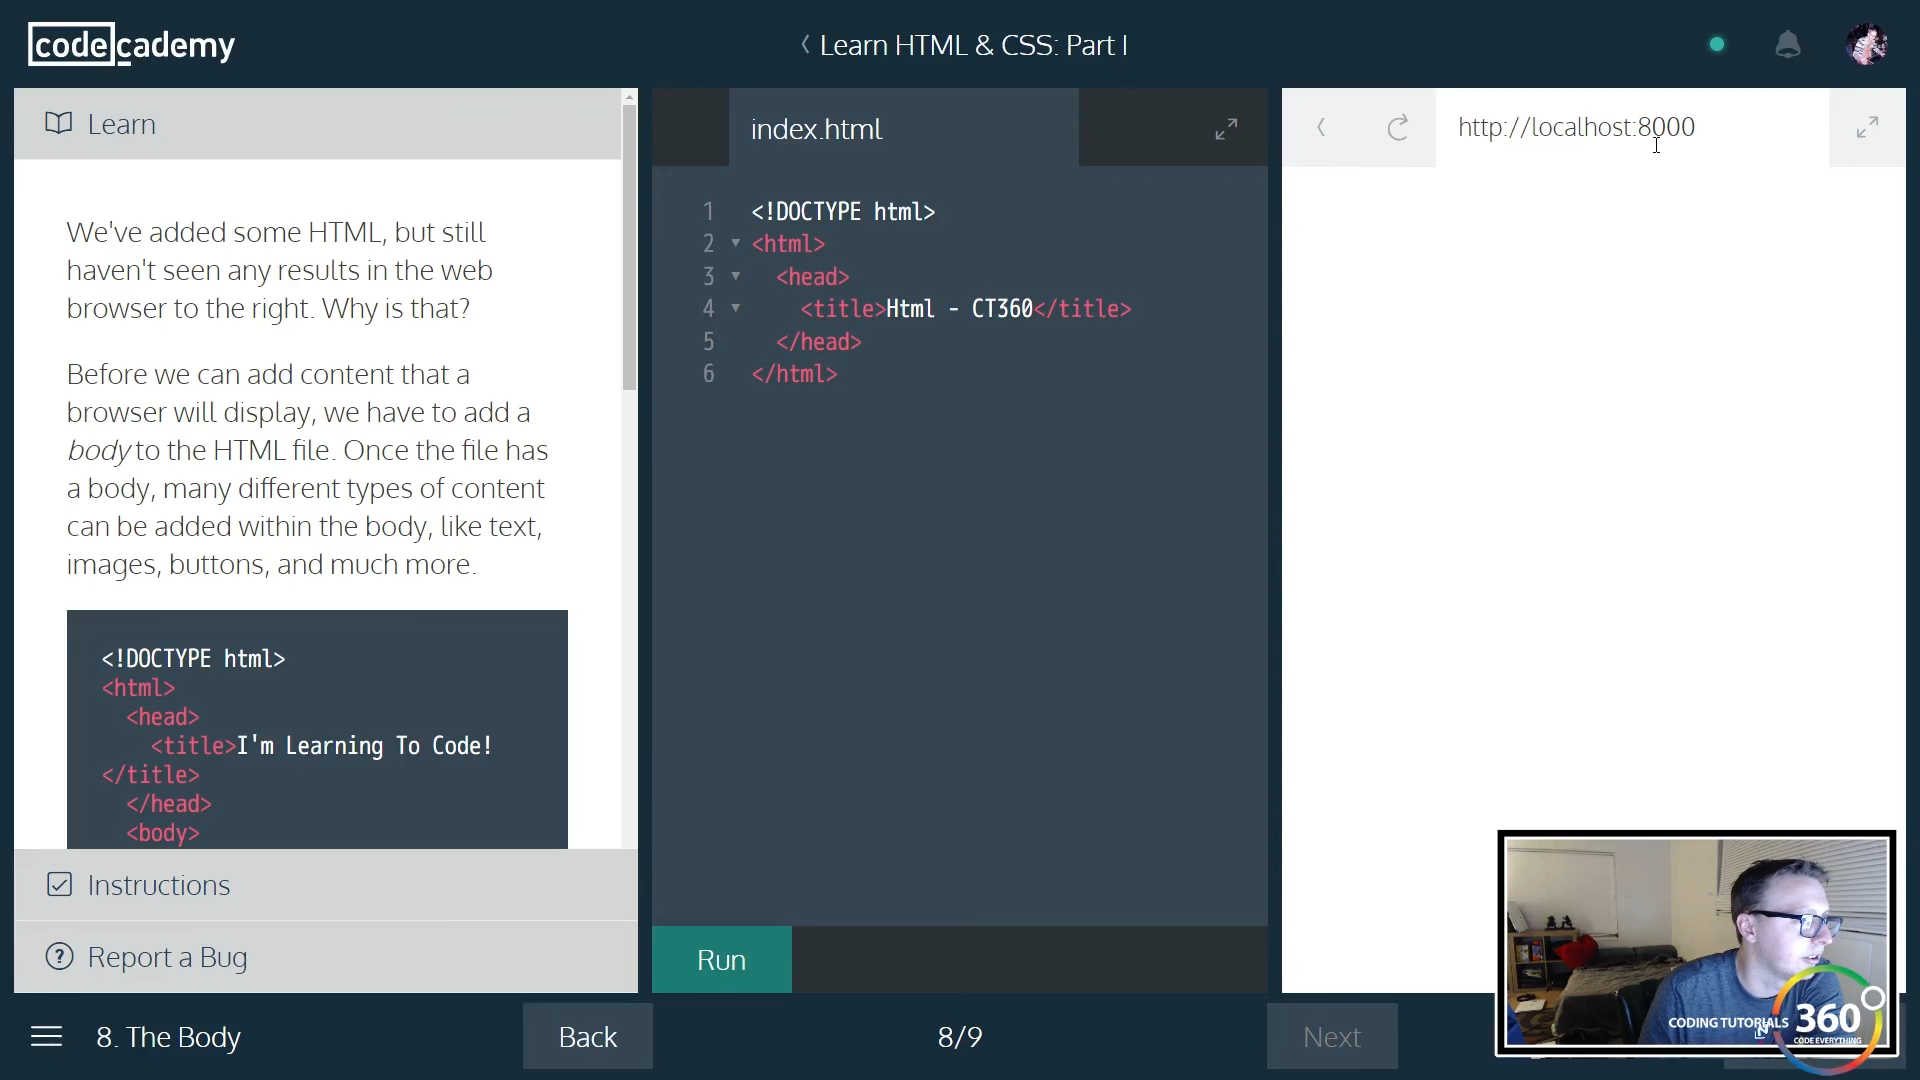 codecademy
Learn HTML & CSS: Part I
Learn
We've added some HTML, but still
haven't seen any results in the web
browser to the right. Why is that?
Before we can add content that a
browser will display, we have to add a
body to the HTML file. Once the file has
a body, many different types of content
can be added within the body, like text,
images, buttons, and much more.
<!DOCTYPE html>
<html>
<head>
<title>I'm Learning To Code!
</title>
</head>
<body>
Instructions
Report a Bug
index.html
1 <!DOCTYPE html>
2 <html>
3 <head>
4 <title>Html - CT360</title>
5 </head>
6 </html>
Run
http://localhost:8000
8. The Body
Back
8/9
Next
CODING TUTORIALS 360
CODE EVERYTHING